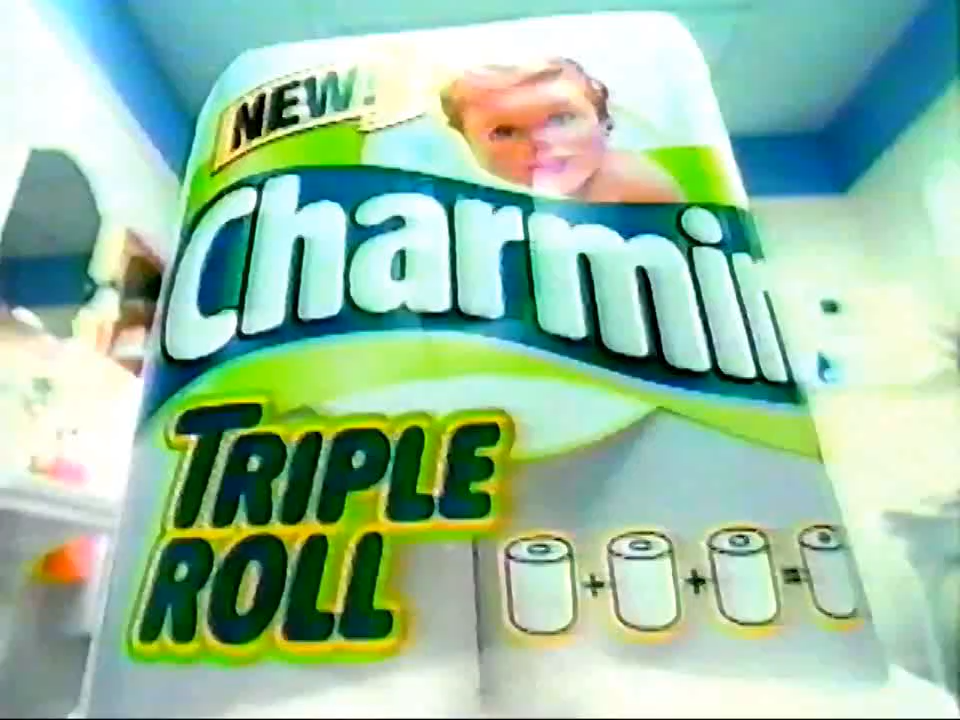 NEW!
Charmin
TRIPLE
ROLL
+ + =